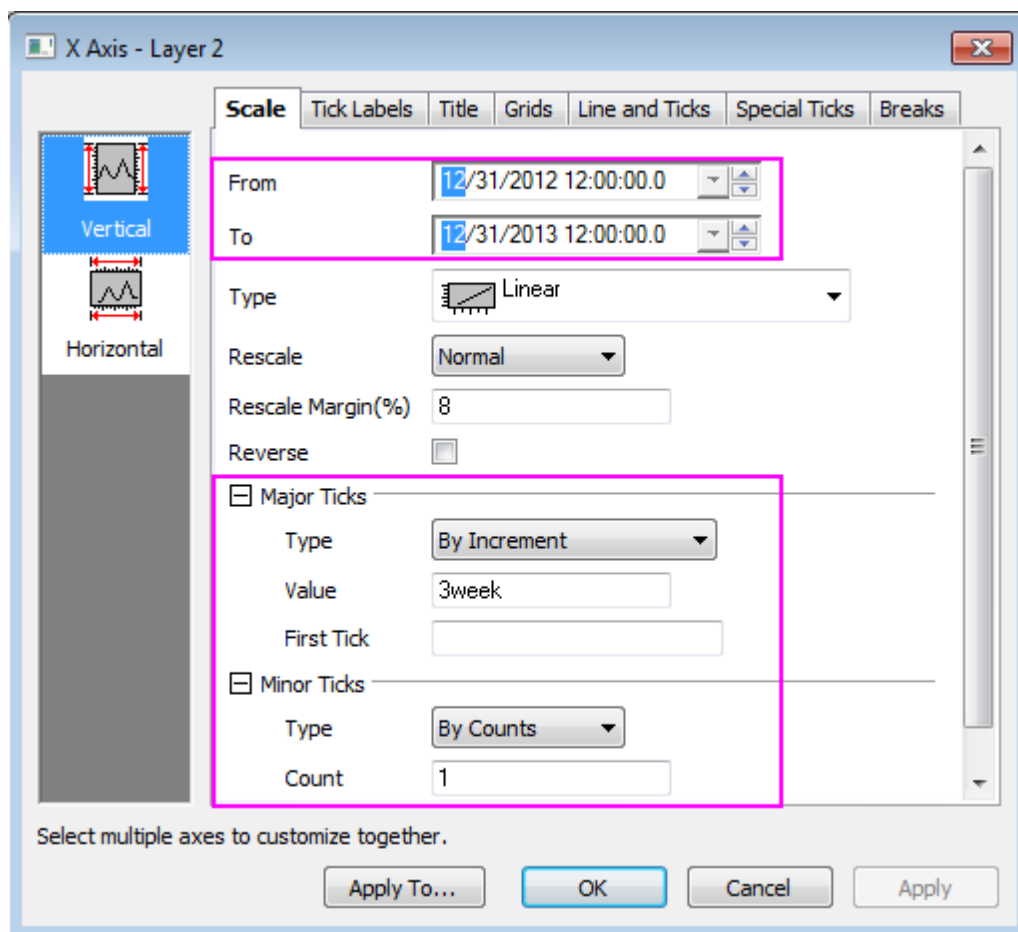 X Axis - Layer 2
Scale Tick Labels Title Grids Line and Ticks Special Ticks Breaks
Vertical
Horizontal
From 12/31/2012 12:00:00.0
To 12/31/2013 12:00:00.0
Type Linear
Rescale Normal
Rescale Margin(%) 8
Reverse
Major Ticks
Type By Increment
Value 3week
First Tick
Minor Ticks
Type By Counts
Count 1
Select multiple axes to customize together.
Apply To... OK Cancel Apply